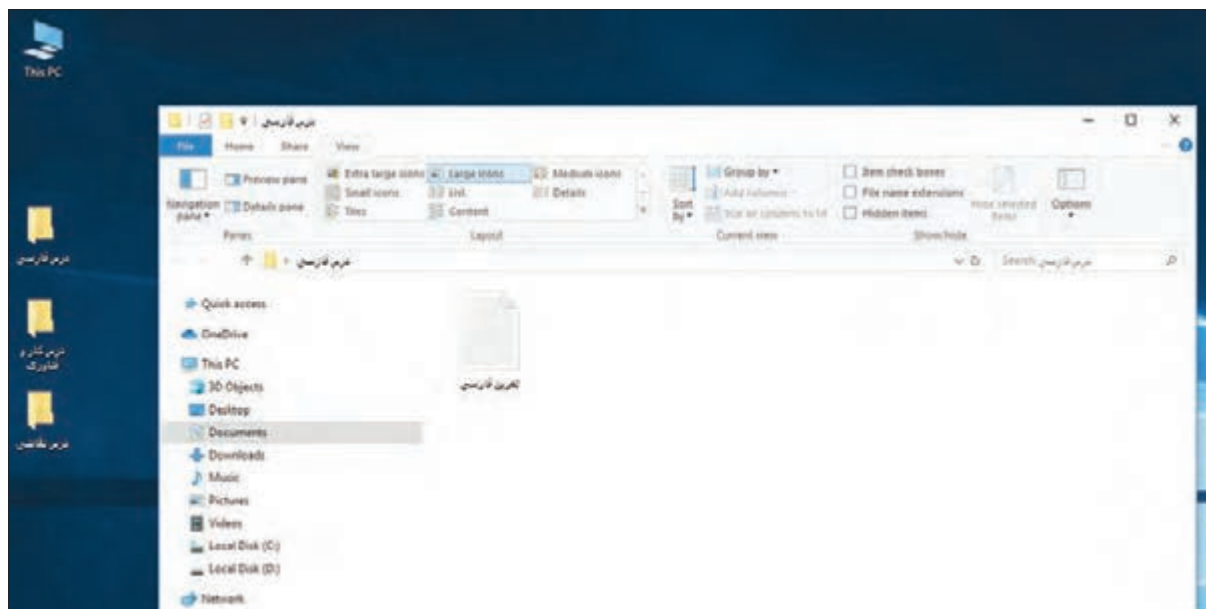 This PC
درس فارسی
درس کار و
فناوری
درس نقاشی
درس فارسی
File Home Share View
Navigation pane
Preview pane
Details pane
Panes
Extra large icons Large icons Medium icons
Small icons List Details
Tiles Content
Layout
Sort by
Group by
Add columns
Size all columns to fit
Current view
Item check boxes
File name extensions
Hidden items
Hide selected items
Options
Show/hide
درس فارسی
Search درس فارسی
Quick access
OneDrive
This PC
3D Objects
Desktop
Documents
Downloads
Music
Pictures
Videos
Local Disk (C:)
Local Disk (D:)
Network
تمرین فارسی